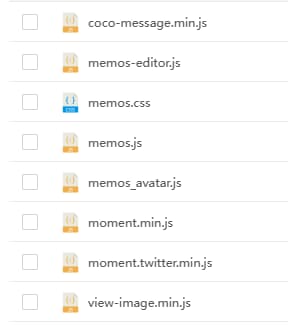 coco-message.min.js
memos-editor.js
memos.css
memos.js
memos_avatar.js
moment.min.js
moment.twitter.min.js
view-image.min.js